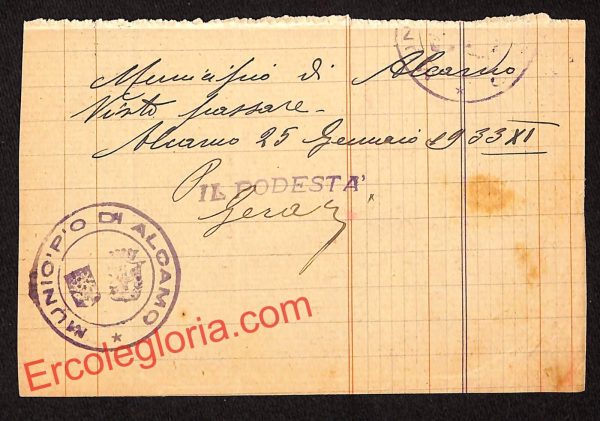 Municipio di Alcamo
Visto passare -
Alcamo 25 Gennaio 1933 XI
P
IL PODESTA'
MUNICIPIO DI ALCAMO
Ercolegloria.com